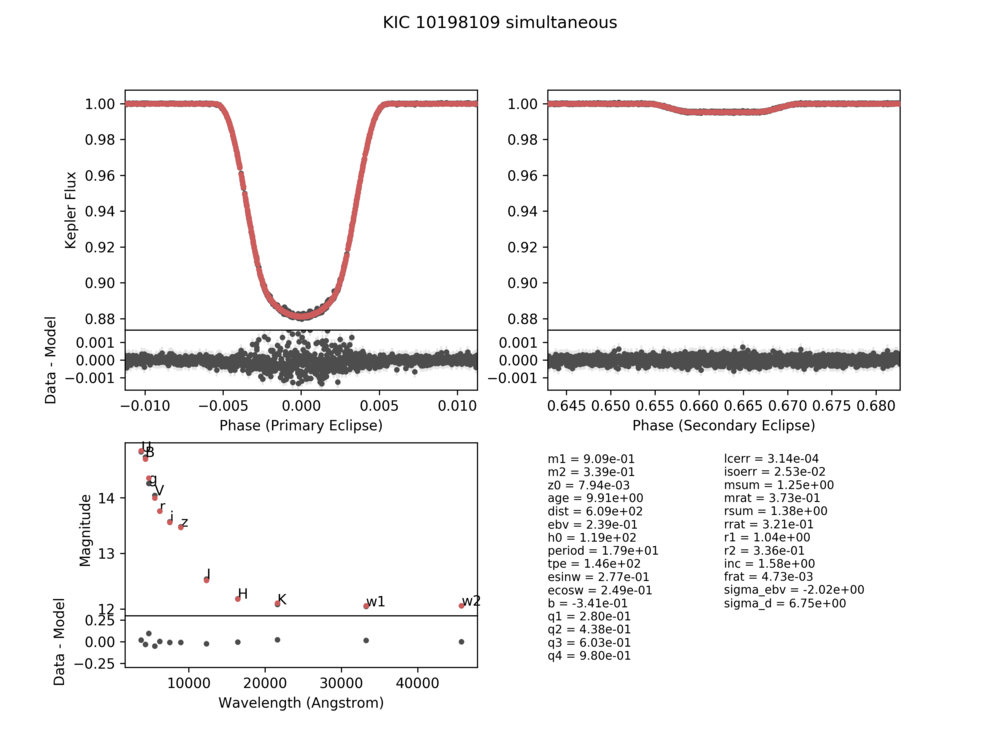 KIC 10198109 simultaneous
Kepler Flux
1.00
0.98
0.96
0.94
0.92
0.90
0.88
1.00
0.98
0.96
0.94
0.92
0.90
0.88
Data - Model
0.001
0.000
−0.001
0.001
0.000
−0.001
−0.010 −0.005 0.000 0.005 0.010
0.645 0.650 0.655 0.660 0.665 0.670 0.675 0.680
Phase (Primary Eclipse)
Phase (Secondary Eclipse)
Magnitude
14
13
12
U
B
g
V
r
i
z
J
H
K
w1
w2
Data - Model
0.25
0.00
−0.25
10000 20000 30000 40000
Wavelength (Angstrom)
m1 = 9.09e-01
m2 = 3.39e-01
z0 = 7.94e-03
age = 9.91e+00
dist = 6.09e+02
ebv = 2.39e-01
h0 = 1.19e+02
period = 1.79e+01
tpe = 1.46e+02
esinw = 2.77e-01
ecosw = 2.49e-01
b = -3.41e-01
q1 = 2.80e-01
q2 = 4.38e-01
q3 = 6.03e-01
q4 = 9.80e-01
lcerr = 3.14e-04
isoerr = 2.53e-02
msum = 1.25e+00
mrat = 3.73e-01
rsum = 1.38e+00
rrat = 3.21e-01
r1 = 1.04e+00
r2 = 3.36e-01
inc = 1.58e+00
frat = 4.73e-03
sigma_ebv = -2.02e+00
sigma_d = 6.75e+00